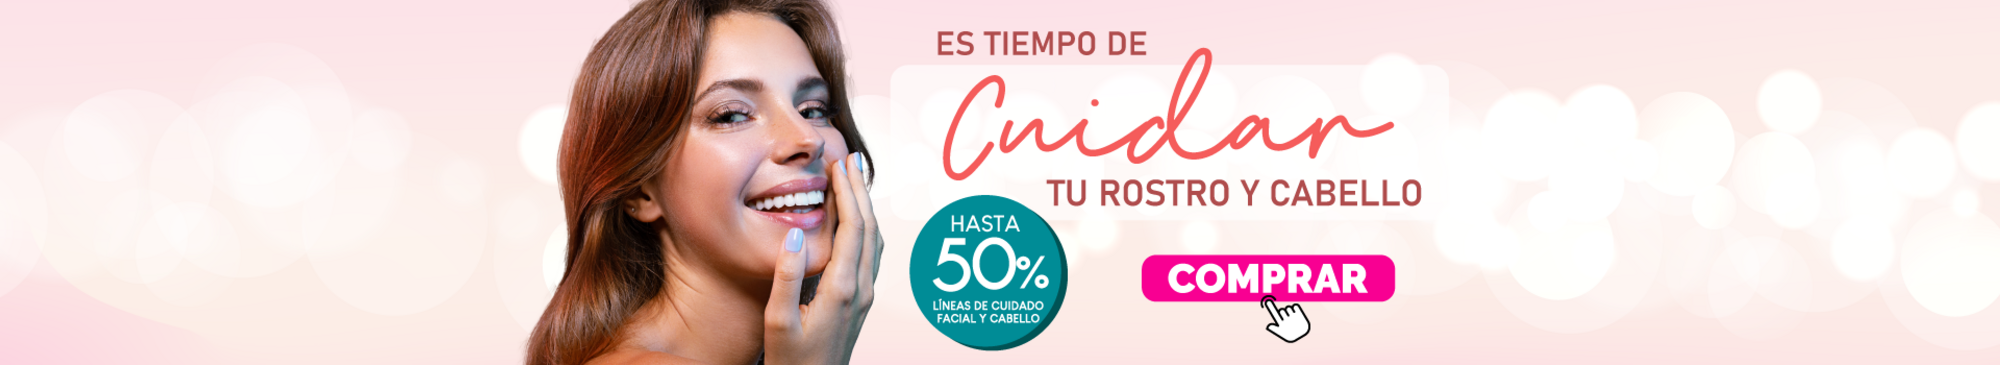 ES TIEMPO DE
Cuidar
TU ROSTRO Y CABELLO
HASTA
50%
LÍNEAS DE CUIDADO
FACIAL Y CABELLO
COMPRAR